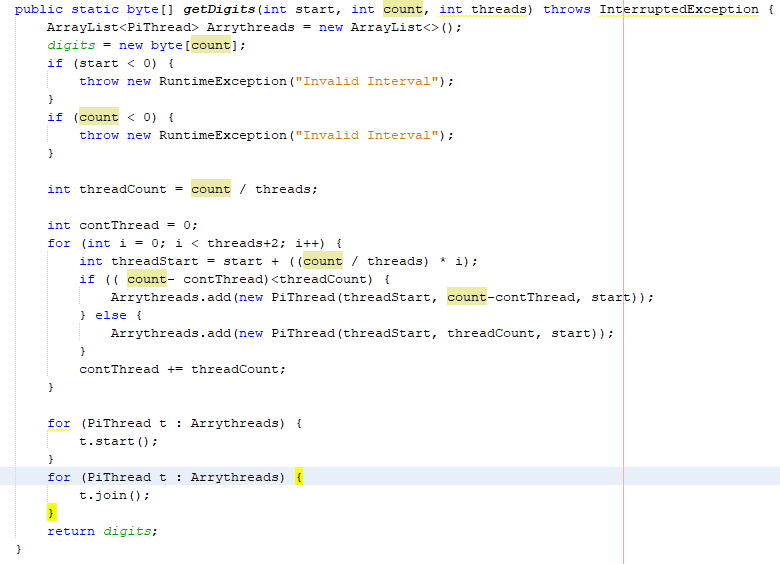 public static byte[] getDigits(int start, int count, int threads) throws InterruptedException {
    ArrayList<PiThread> Arrythreads = new ArrayList<>();
    digits = new byte[count];
    if (start < 0) {
        throw new RuntimeException("Invalid Interval");
    }
    if (count < 0) {
        throw new RuntimeException("Invalid Interval");
    }

    int threadCount = count / threads;

    int contThread = 0;
    for (int i = 0; i < threads+2; i++) {
        int threadStart = start + ((count / threads) * i);
        if (( count- contThread)<threadCount) {
            Arrythreads.add(new PiThread(threadStart, count-contThread, start));
        } else {
            Arrythreads.add(new PiThread(threadStart, threadCount, start));
        }
        contThread += threadCount;
    }

    for (PiThread t : Arrythreads) {
        t.start();
    }
    for (PiThread t : Arrythreads) {
        t.join();
    }
    return digits;
}